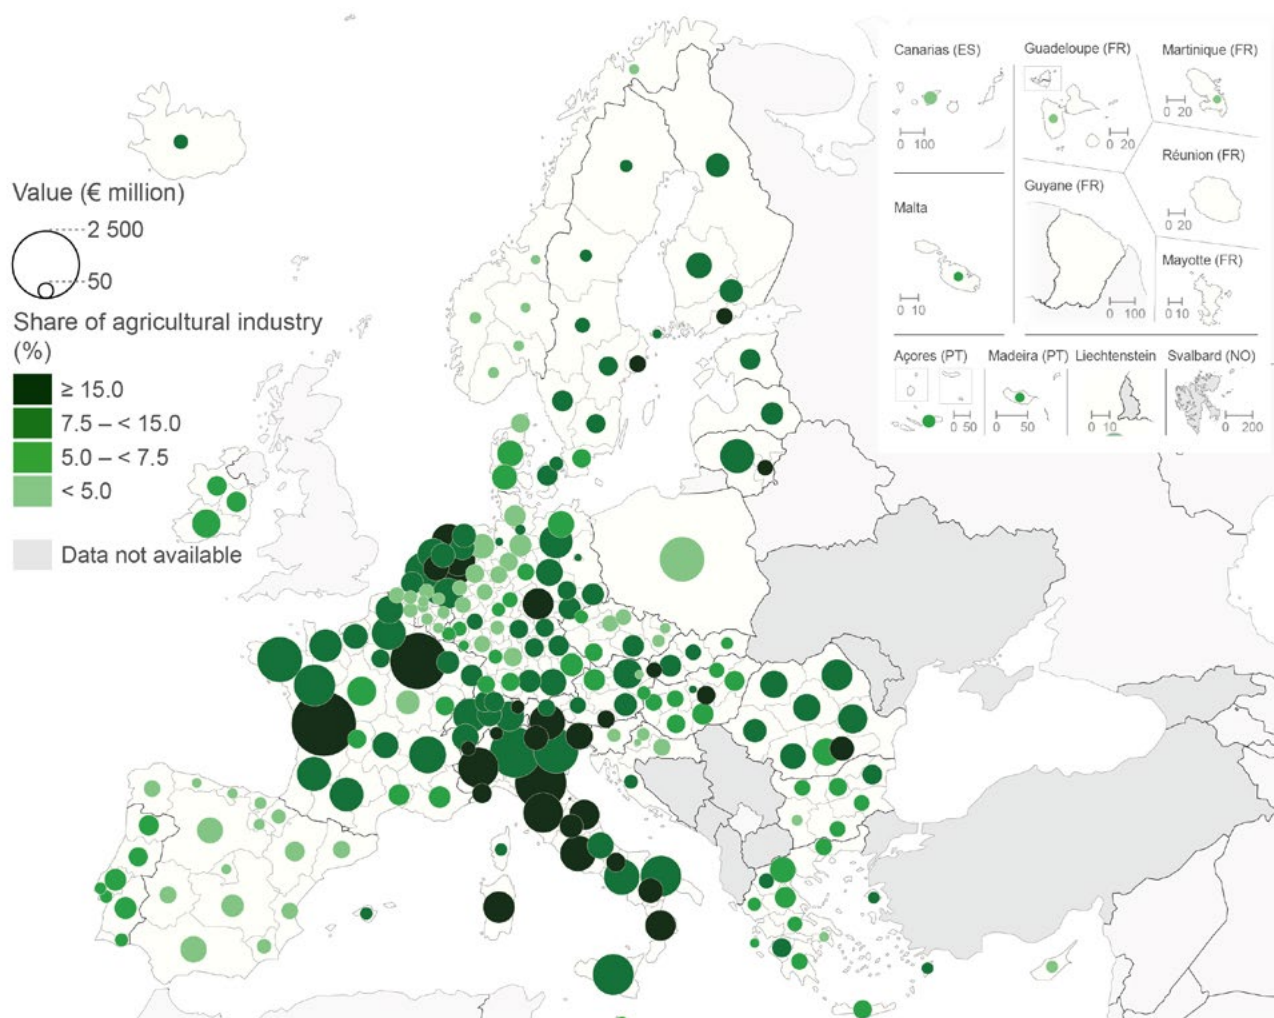 Canarias (ES)
0 100
Guadeloupe (FR)
0 20
Martinique (FR)
0 20
Réunion (FR)
0 20
Malta
0 10
Guyane (FR)
0 100
Mayotte (FR)
0 10
Açores (PT)
0 50
Madeira (PT)
0 50
Liechtenstein
0 10
Svalbard (NO)
0 200
Value (€ million)
2 500
50
Share of agricultural industry
(%)
≥ 15.0
7.5 – < 15.0
5.0 – < 7.5
< 5.0
Data not available